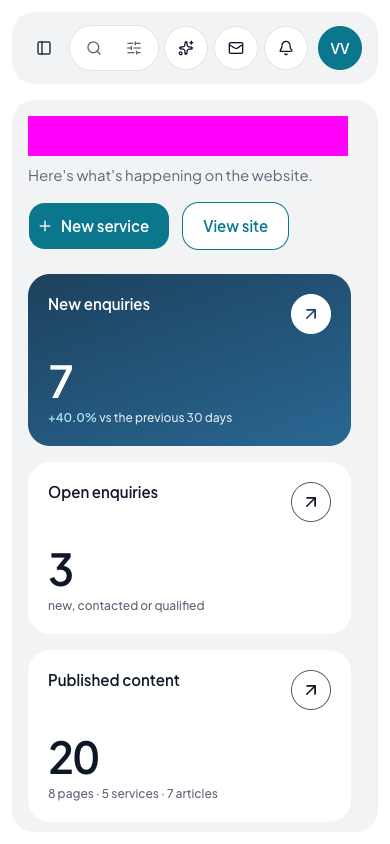 VV
Here's what's happening on the website.
+ New service
View site
New enquiries
7
+40.0% vs the previous 30 days
Open enquiries
3
new, contacted or qualified
Published content
20
8 pages · 5 services · 7 articles